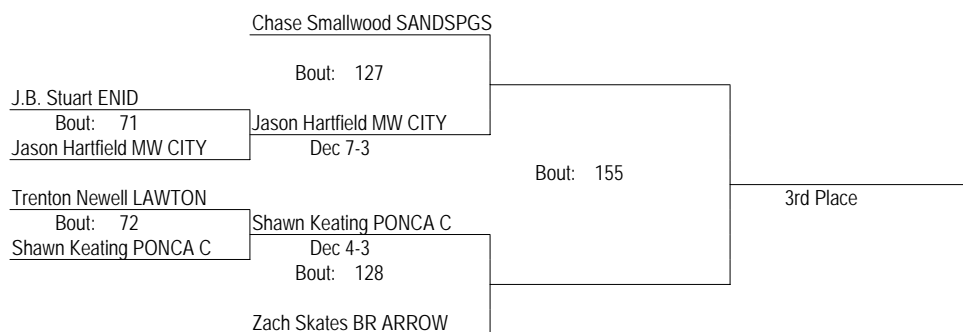 Chase Smallwood SANDSPGS
Bout: 127
J.B. Stuart ENID
Bout: 71
Jason Hartfield MW CITY
Jason Hartfield MW CITY
Dec 7-3
Bout: 155
Trenton Newell LAWTON
Bout: 72
Shawn Keating PONCA C
Shawn Keating PONCA C
Dec 4-3
Bout: 128
Zach Skates BR ARROW
3rd Place